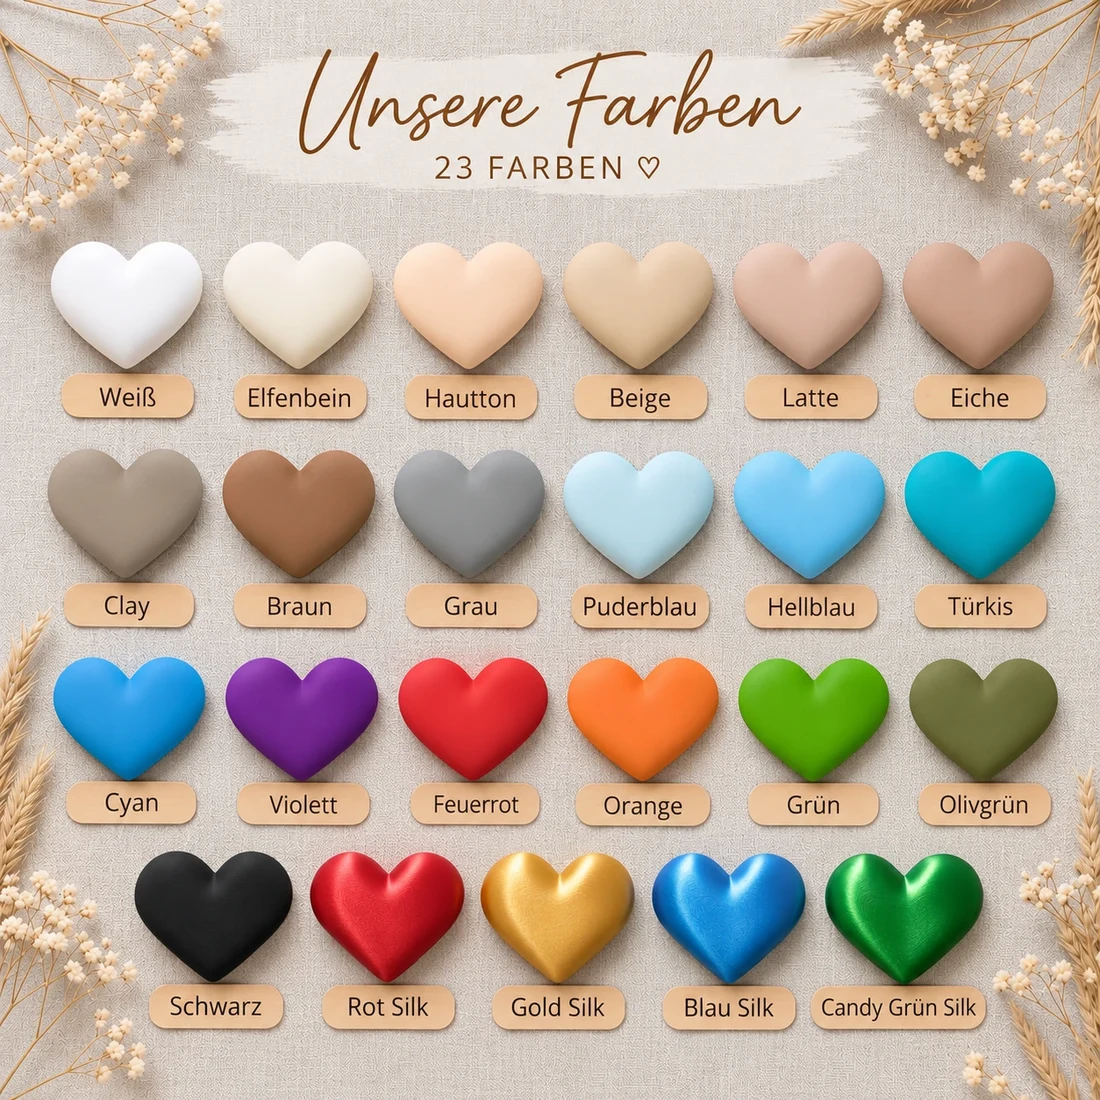 Unsere Farben
23 FARBEN ♡
Weiß
Elfenbein
Hautton
Beige
Latte
Eiche
Clay
Braun
Grau
Puderblau
Hellblau
Türkis
Cyan
Violett
Feuerrot
Orange
Grün
Olivgrün
Schwarz
Rot Silk
Gold Silk
Blau Silk
Candy Grün Silk